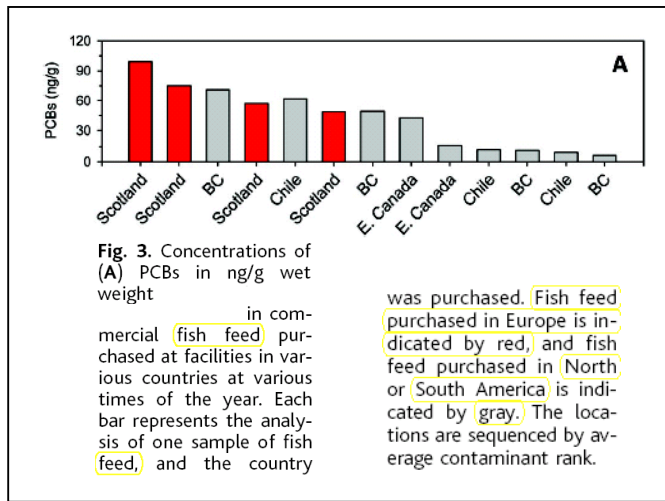 120
A
90
60
30
0
PCBs (ng/g)
Scotland
Scotland
BC
Scotland
Chile
Scotland
BC
E. Canada
E. Canada
Chile
BC
Chile
BC
Fig. 3. Concentrations of
(A) PCBs in ng/g wet
weight
in com-
mercial fish feed pur-
chased at facilities in var-
ious countries at various
times of the year. Each
bar represents the analy-
sis of one sample of fish
feed, and the country
was purchased. Fish feed
purchased in Europe is in-
dicated by red, and fish
feed purchased in North
or South America is indi-
cated by gray. The loca-
tions are sequenced by av-
erage contaminant rank.